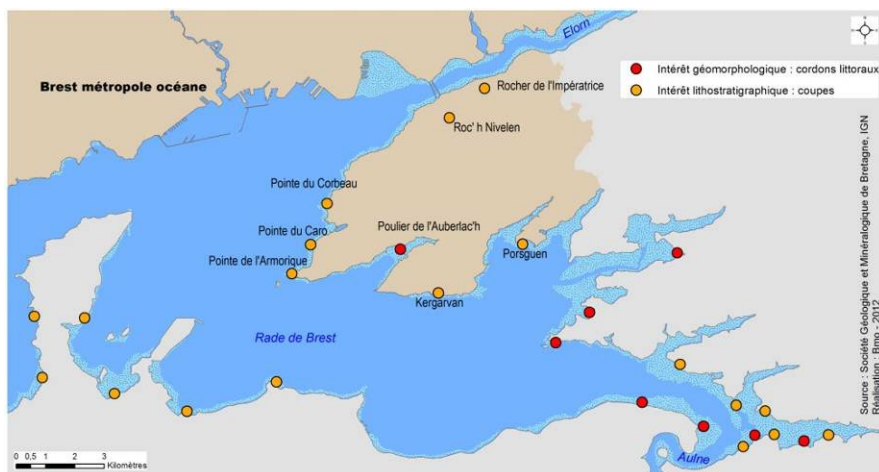 Elorn
Intérêt géomorphologique : cordons littoraux
Intérêt lithostratigraphique : coupes
Brest métropole océane
Rocher de l'Impératrice
Roc' h Nivelen
Pointe du Corbeau
Pointe du Caro
Poulier de l'Auberlac'h
Pointe de l'Armorique
Porsguen
Kergarvan
Rade de Brest
Aulne
0 0,5 1 2 3
Kilomètres
Source : Société Géologique et Minéralogique de Bretagne, IGN
Réalisation : Bmo - 2012